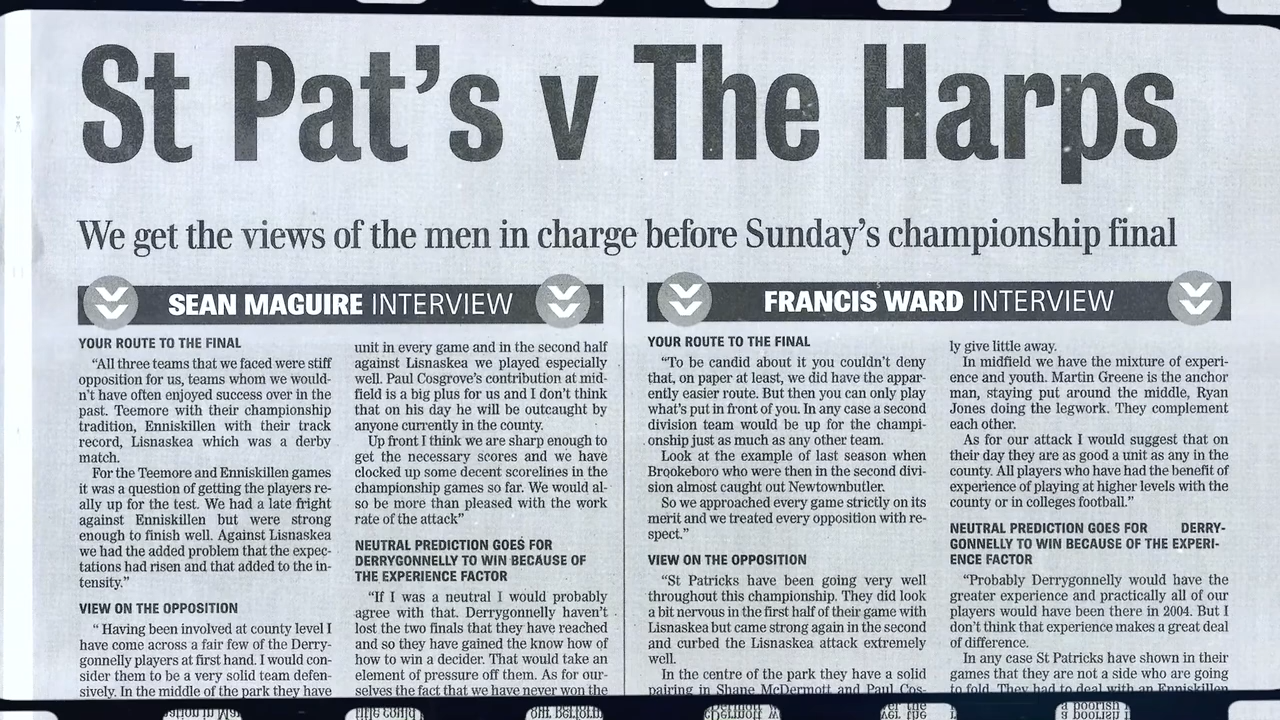 St Pat's v The Harps
We get the views of the men in charge before Sunday's championship final
SEAN MAGUIRE INTERVIEW
YOUR ROUTE TO THE FINAL
“All three teams that we faced were stiff
opposition for us, teams whom we would-
n't have often enjoyed success over in the
past. Teemore with their championship
tradition, Enniskillen with their track
record, Lisnaskea which was a derby
match.
For the Teemore and Enniskillen games
it was a question of getting the players re-
ally up for the test. We had a late fright
against Enniskillen but were strong
enough to finish well. Against Lisnaskea
we had the added problem that the expec-
tations had risen and that added to the in-
tensity.”
VIEW ON THE OPPOSITION
“ Having been involved at county level I
have come across a fair few of the Derry-
gonnelly players at first hand. I would con-
sider them to be a very solid team defen-
sively. In the middle of the park they have
unit in every game and in the second half
against Lisnaskea we played especially
well. Paul Cosgrove's contribution at mid-
field is a big plus for us and I don't think
that on his day he will be outcaught by
anyone currently in the county.
Up front I think we are sharp enough to
get the necessary scores and we have
clocked up some decent scorelines in the
championship games so far. We would al-
so be more than pleased with the work
rate of the attack”
NEUTRAL PREDICTION GOES FOR
DERRYGONNELLY TO WIN BECAUSE OF
THE EXPERIENCE FACTOR
“If I was a neutral I would probably
agree with that. Derrygonnelly haven't
lost the two finals that they have reached
and so they have gained the know how of
how to win a decider. That would take an
element of pressure off them. As for our-
selves the fact that we have never won the
FRANCIS WARD INTERVIEW
YOUR ROUTE TO THE FINAL
“To be candid about it you couldn't deny
that, on paper at least, we did have the appar-
ently easier route. But then you can only play
what's put in front of you. In any case a second
division team would be up for the champi-
onship just as much as any other team.
Look at the example of last season when
Brookeboro who were then in the second divi-
sion almost caught out Newtownbutler.
So we approached every game strictly on its
merit and we treated every opposition with re-
spect.”
VIEW ON THE OPPOSITION
“St Patricks have been going very well
throughout this championship. They did look
a bit nervous in the first half of their game with
Lisnaskea but came strong again in the second
and curbed the Lisnaskea attack extremely
well.
In the centre of the park they have a solid
pairing in Shane McDermott and Paul Cos-
ly give little away.
In midfield we have the mixture of experi-
ence and youth. Martin Greene is the anchor
man, staying put around the middle, Ryan
Jones doing the legwork. They complement
each other.
As for our attack I would suggest that on
their day they are as good a unit as any in the
county. All players who have had the benefit of
experience of playing at higher levels with the
county or in colleges football.”
NEUTRAL PREDICTION GOES FOR DERRY-
GONNELLY TO WIN BECAUSE OF THE EXPERI-
ENCE FACTOR
“Probably Derrygonnelly would have the
greater experience and practically all of our
players would have been there in 2004. But I
don't think that experience makes a great deal
of difference.
In any case St Patricks have shown in their
games that they are not a side who are going
to fold. They had to deal with an Enniskillen